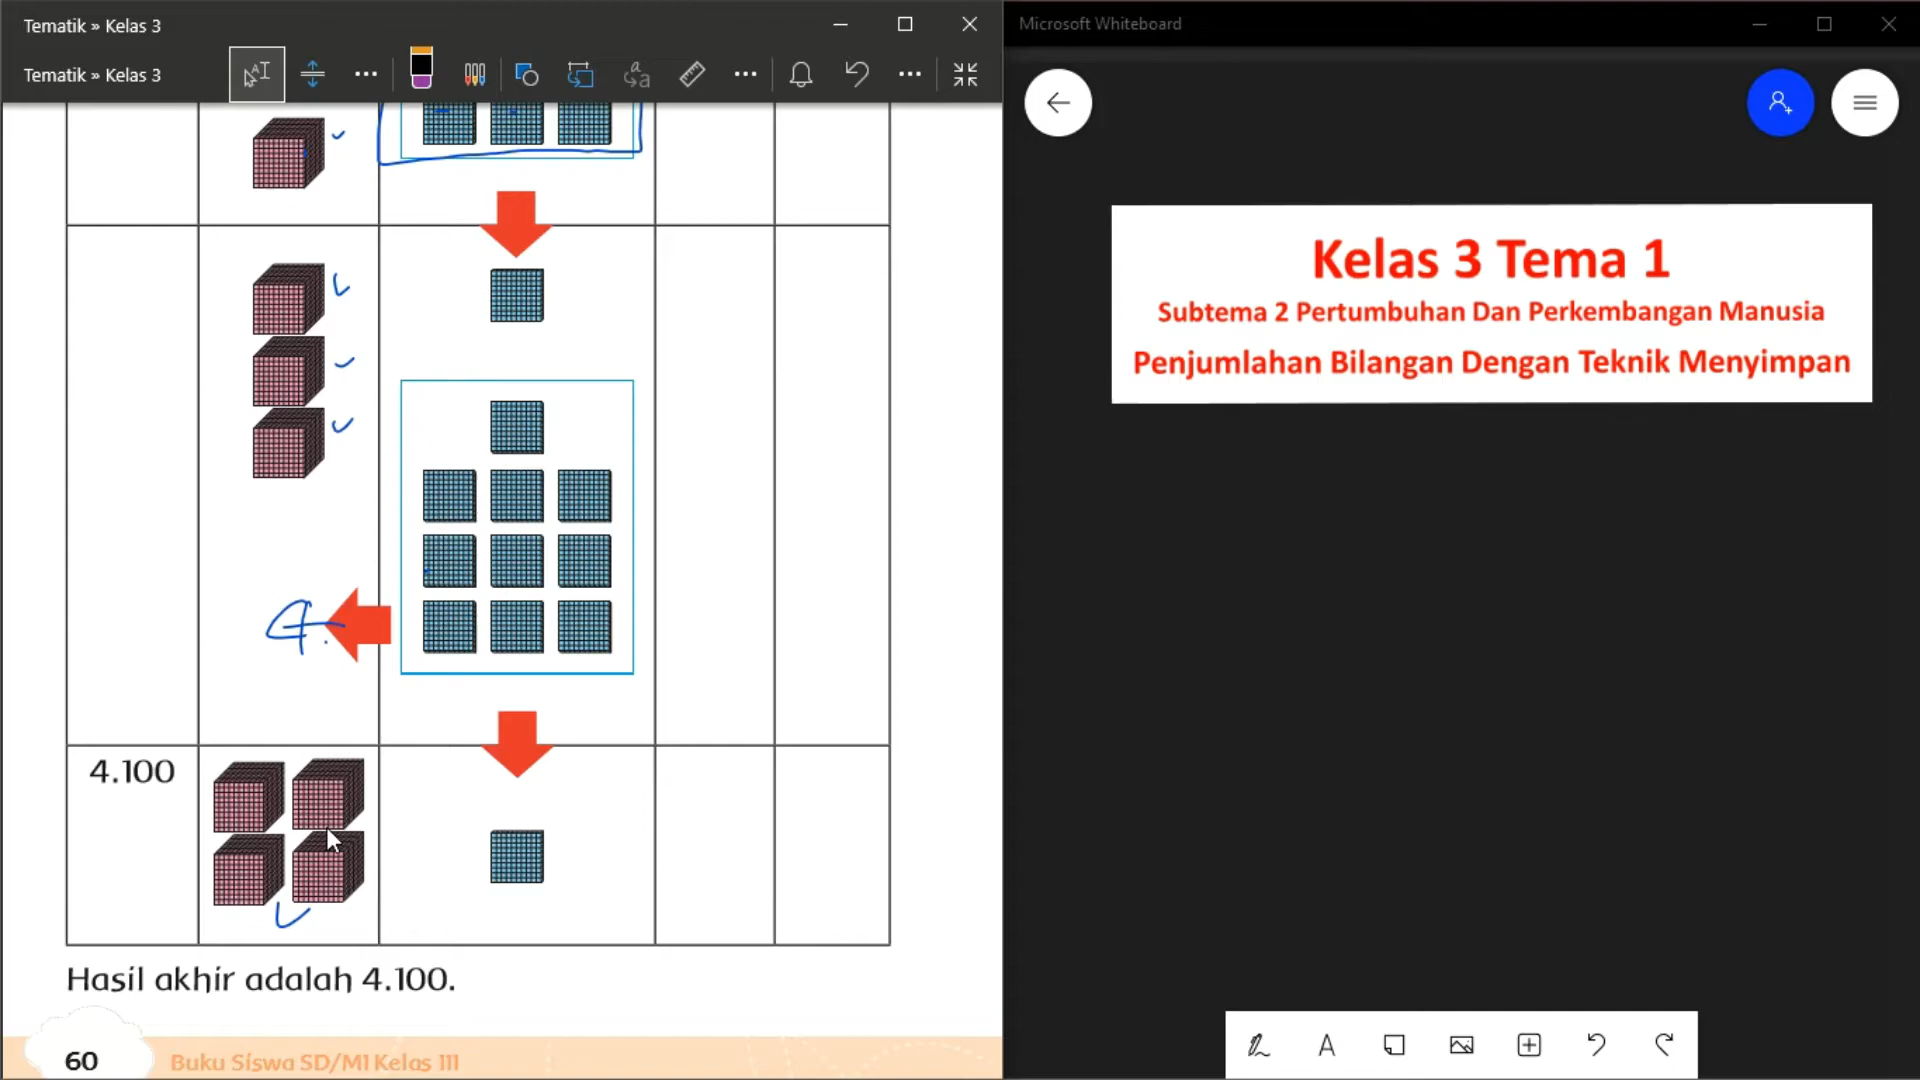 Tematik » Kelas 3
Tematik » Kelas 3
4.
4.100
Hasil akhir adalah 4.100.
60
Buku Siswa SD/MI Kelas III
Microsoft Whiteboard
Kelas 3 Tema 1
Subtema 2 Pertumbuhan Dan Perkembangan Manusia
Penjumlahan Bilangan Dengan Teknik Menyimpan